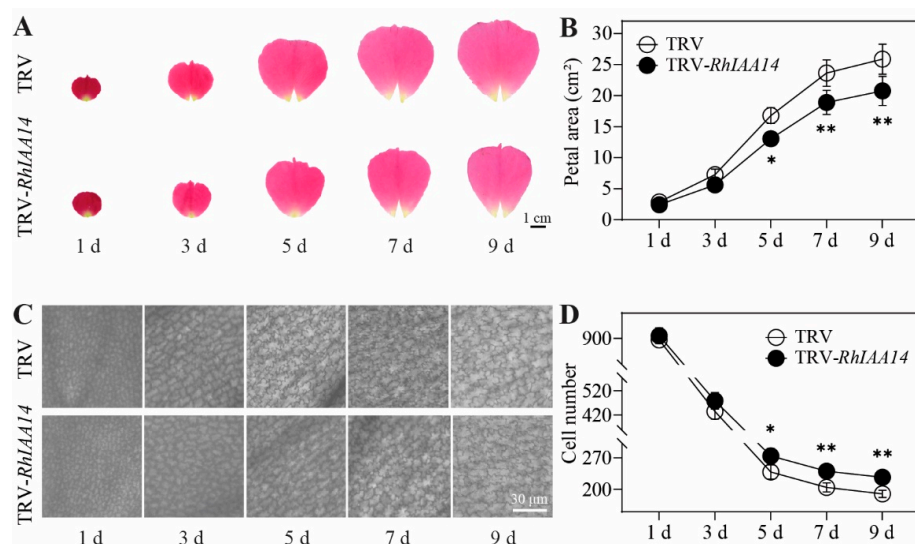 A
TRV
TRV-RhIAA14
1 cm
1 d 3 d 5 d 7 d 9 d
B
TRV
TRV-RhIAA14
Petal area (cm²)
30
25
20
15
10
5
0
*
**
**
1 d 3 d 5 d 7 d 9 d
C
TRV
TRV-RhIAA14
30 μm
1 d 3 d 5 d 7 d 9 d
D
TRV
TRV-RhIAA14
Cell number
900
520
420
270
200
*
**
**
1 d 3 d 5 d 7 d 9 d